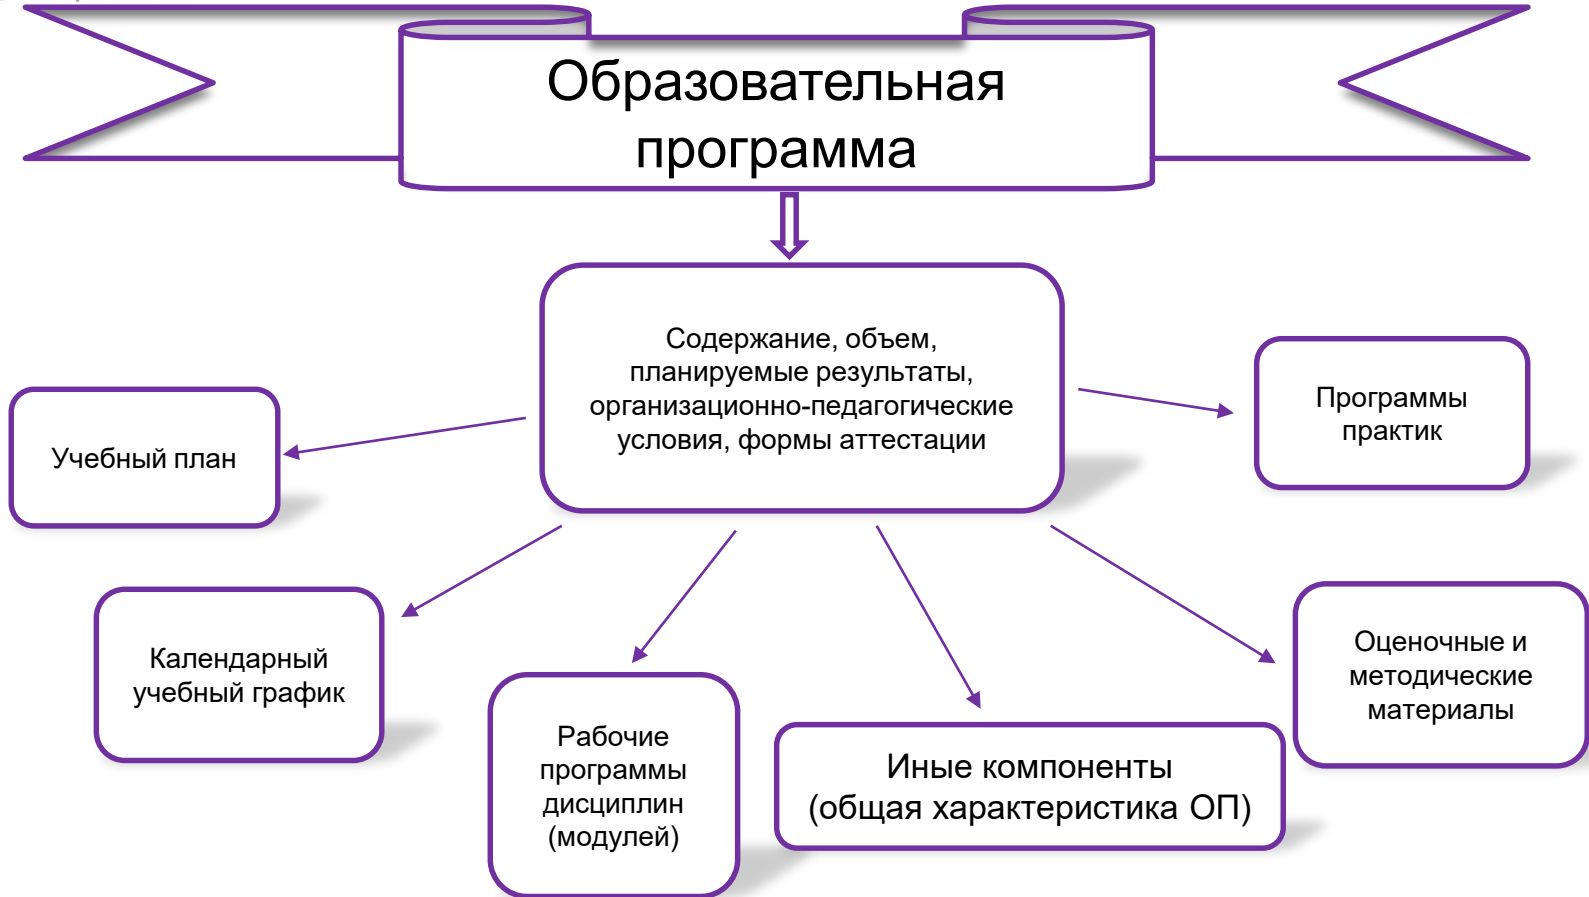 Образовательная
программа
Содержание, объем,
планируемые результаты,
организационно-педагогические
условия, формы аттестации
Программы
практик
Учебный план
Календарный
учебный график
Рабочие
программы
дисциплин
(модулей)
Иные компоненты
(общая характеристика ОП)
Оценочные и
методические
материалы